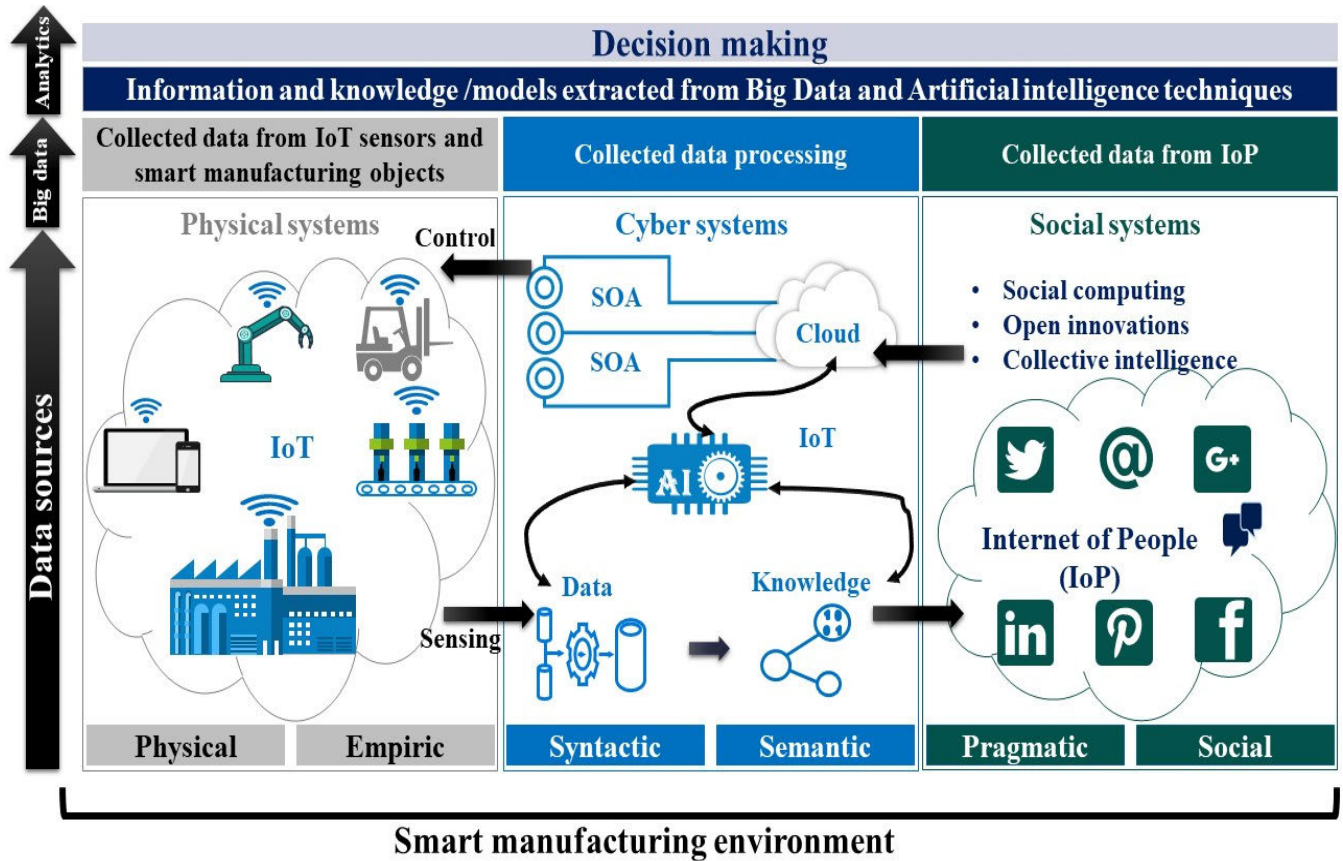 Analytics
Big data
Data sources
Decision making
Information and knowledge /models extracted from Big Data and Artificial intelligence techniques
Collected data from IoT sensors and
smart manufacturing objects
Collected data processing
Collected data from IoP
Physical systems
Control
IoT
Sensing
Physical
Empiric
Cyber systems
SOA
SOA
Cloud
IoT
AI
Data
Knowledge
Syntactic
Semantic
Social systems
• Social computing
• Open innovations
• Collective intelligence
@
G+
Internet of People
(IoP)
in
f
Pragmatic
Social
Smart manufacturing environment